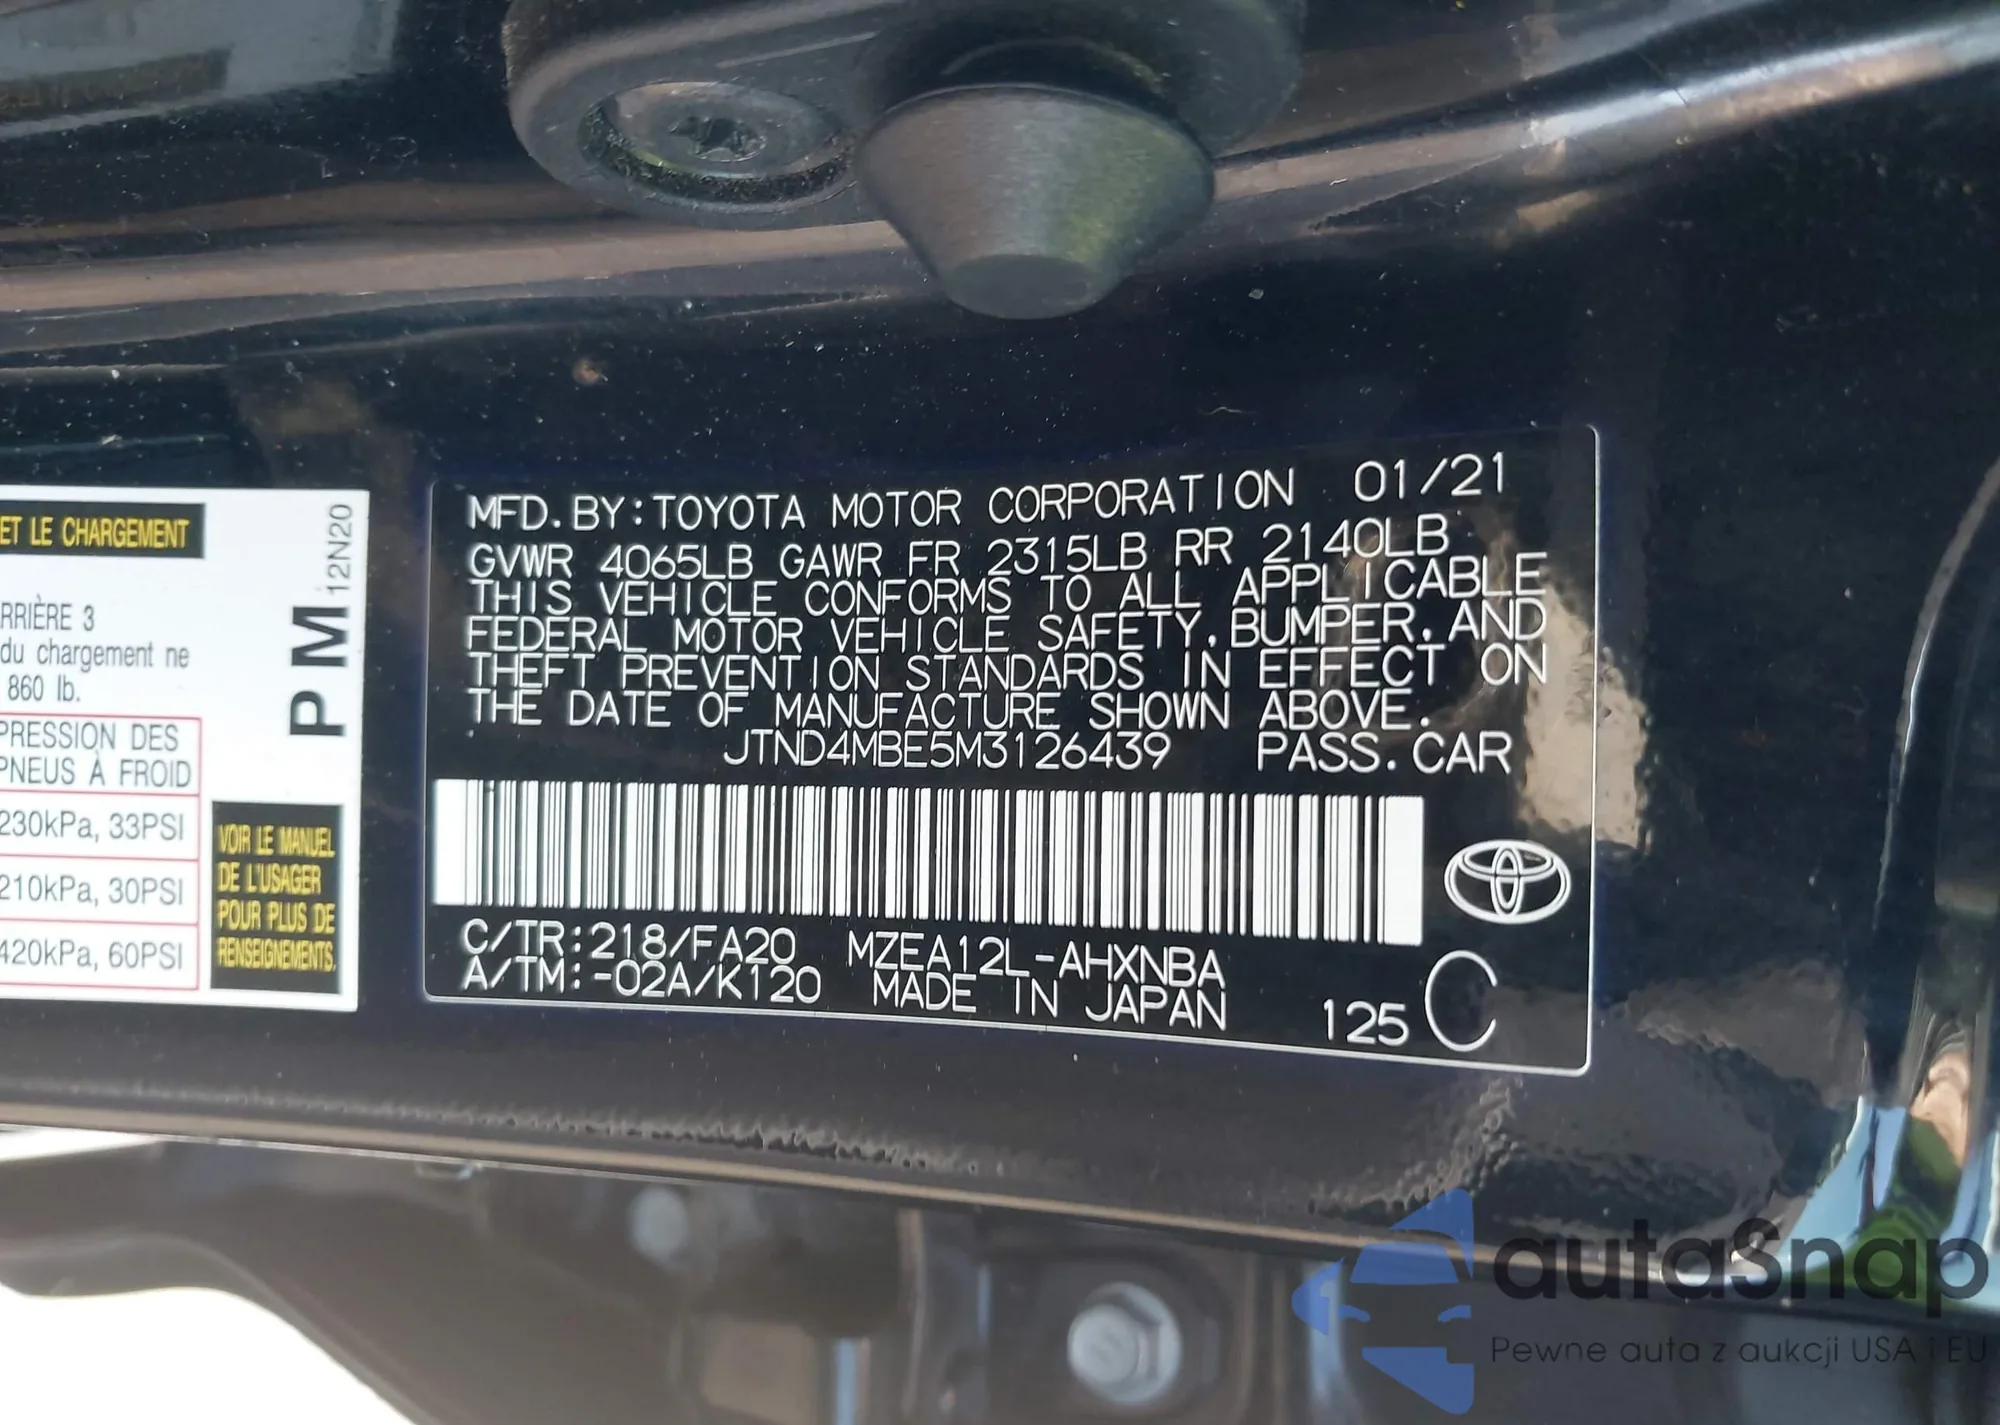 ET LE CHARGEMENT
PM 12N20
RRIÈRE 3
du chargement ne
860 lb.
PRESSION DES
PNEUS À FROID
230kPa, 33PSI
210kPa, 30PSI
420kPa, 60PSI
VOIR LE MANUEL
DE L'USAGER
POUR PLUS DE
RENSEIGNEMENTS.
MFD.BY:TOYOTA MOTOR CORPORATION 01/21
GVWR 4065LB GAWR FR 2315LB RR 2140LB
THIS VEHICLE CONFORMS TO ALL APPLICABLE
FEDERAL MOTOR VEHICLE SAFETY, BUMPER, AND
THEFT PREVENTION STANDARDS IN EFFECT ON
THE DATE OF MANUFACTURE SHOWN ABOVE.
JTND4MBE5M3126439 PASS.CAR
C/TR:218/FA20 MZEA12L-AHXNBA
A/TM:-02A/K120 MADE IN JAPAN 125 C
autaSnap
Pewne auta z aukcji USA i EU